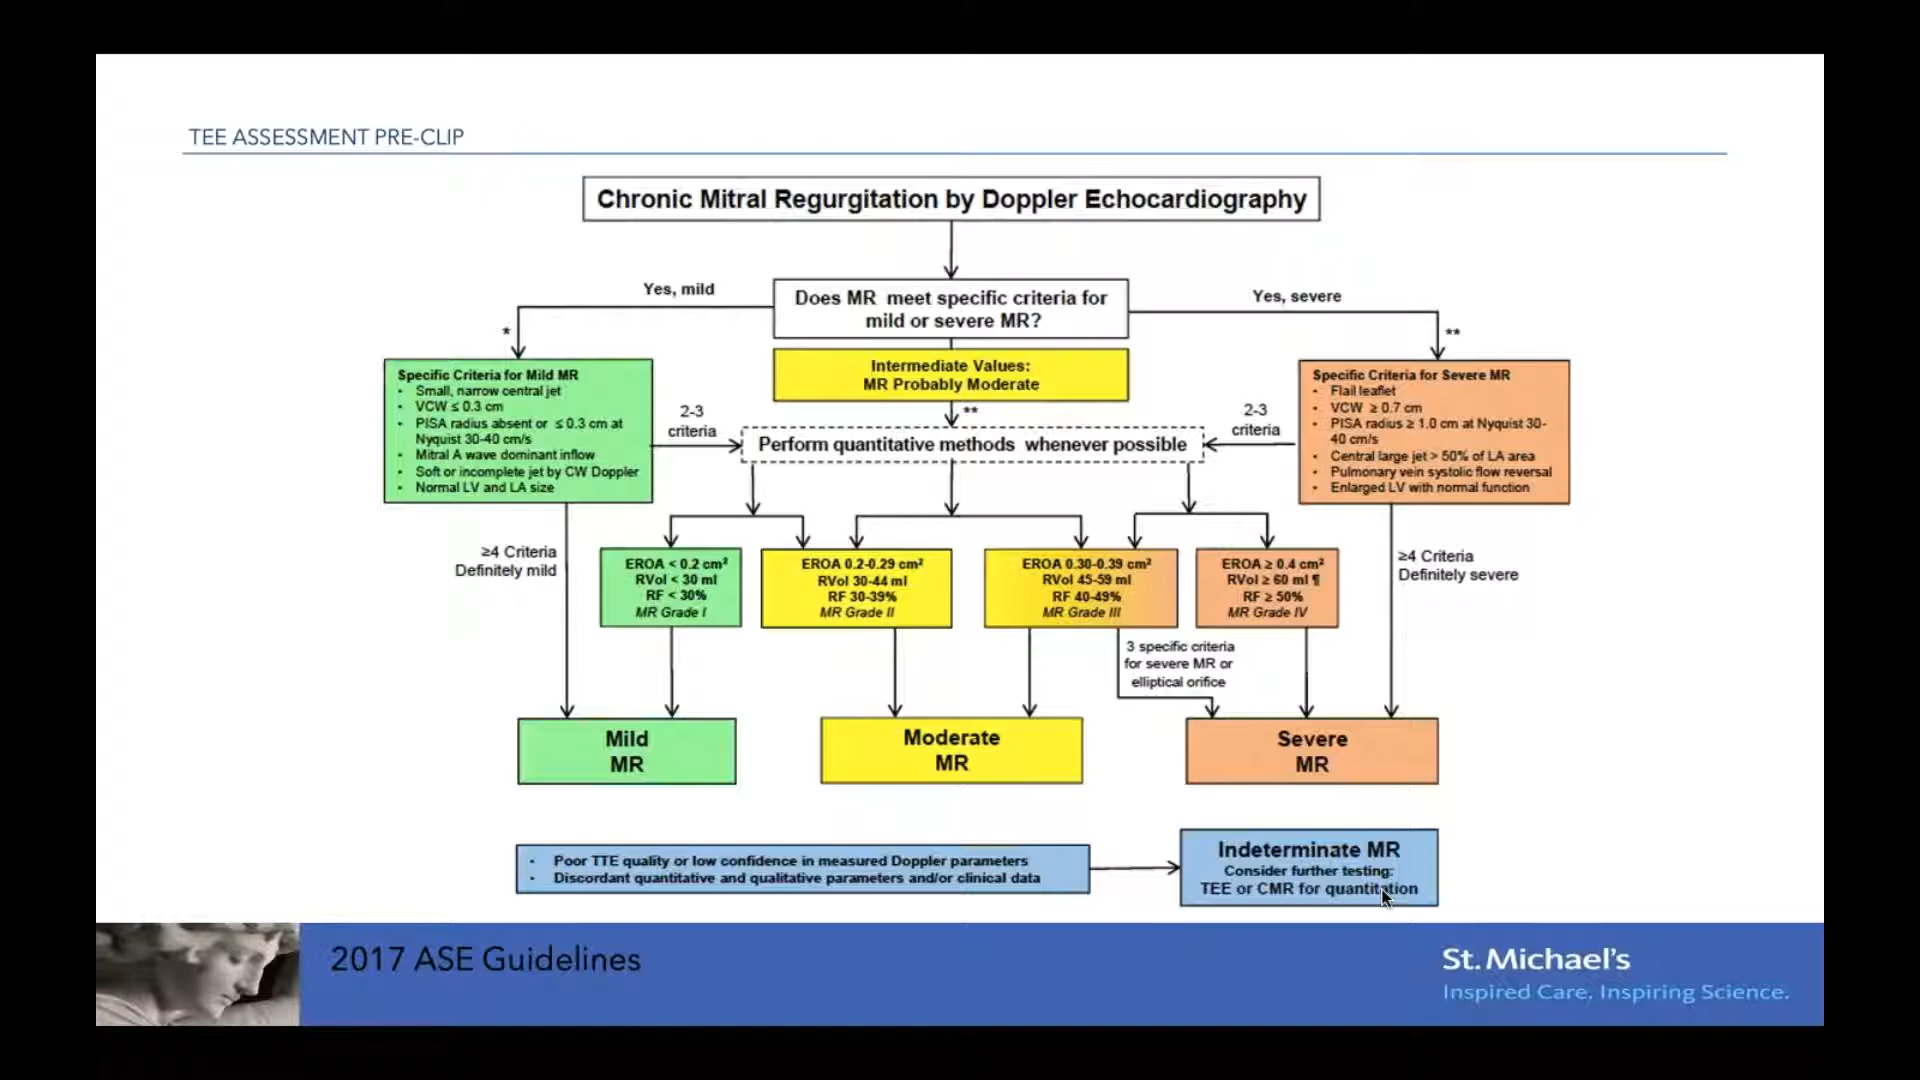 TEE ASSESSMENT PRE-CLIP
Chronic Mitral Regurgitation by Doppler Echocardiography
Yes, mild
Does MR meet specific criteria for
mild or severe MR?
Yes, severe
*
**
Intermediate Values:
MR Probably Moderate
**
Specific Criteria for Mild MR
• Small, narrow central jet
• VCW ≤ 0.3 cm
• PISA radius absent or ≤ 0.3 cm at
Nyquist 30-40 cm/s
• Mitral A wave dominant inflow
• Soft or incomplete jet by CW Doppler
• Normal LV and LA size
2-3
criteria
Perform quantitative methods whenever possible
2-3
criteria
Specific Criteria for Severe MR
• Flail leaflet
• VCW ≥ 0.7 cm
• PISA radius ≥ 1.0 cm at Nyquist 30-
40 cm/s
• Central large jet > 50% of LA area
• Pulmonary vein systolic flow reversal
• Enlarged LV with normal function
≥4 Criteria
Definitely mild
EROA < 0.2 cm²
RVol < 30 ml
RF < 30%
MR Grade I
EROA 0.2-0.29 cm²
RVol 30-44 ml
RF 30-39%
MR Grade II
EROA 0.30-0.39 cm²
RVol 45-59 ml
RF 40-49%
MR Grade III
EROA ≥ 0.4 cm²
RVol ≥ 60 ml ¶
RF ≥ 50%
MR Grade IV
≥4 Criteria
Definitely severe
3 specific criteria
for severe MR or
elliptical orifice
Mild
MR
Moderate
MR
Severe
MR
• Poor TTE quality or low confidence in measured Doppler parameters
• Discordant quantitative and qualitative parameters and/or clinical data
Indeterminate MR
Consider further testing:
TEE or CMR for quantitation
2017 ASE Guidelines
St. Michael's
Inspired Care. Inspiring Science.